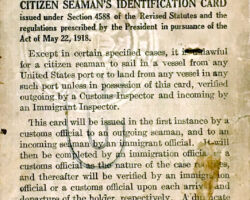 CITIZEN SEAMAN'S IDENTIFICATION CARD
issued under Section 4588 of the Revised Statutes and the
regulations prescribed by the President in pursuance of the
Act of May 22, 1918.
Except in certain specified cases, it is unlawful
for a citizen seaman to sail in a vessel from any
United States port or to land from any vessel in any
such port unless in possession of this card, verified
outgoing by a Customs Inspector and incoming by
an Immigrant Inspector.
This card will be issued in the first instance by a
customs official to an outgoing seaman, and to an
incoming seaman by an immigration official. It will
then be completed by an immigration official or a
customs official as the nature of the case
and thereafter will be verified by an immigration
official or a customs official upon each arrival and
departure of the holder, respectively. A duplicate